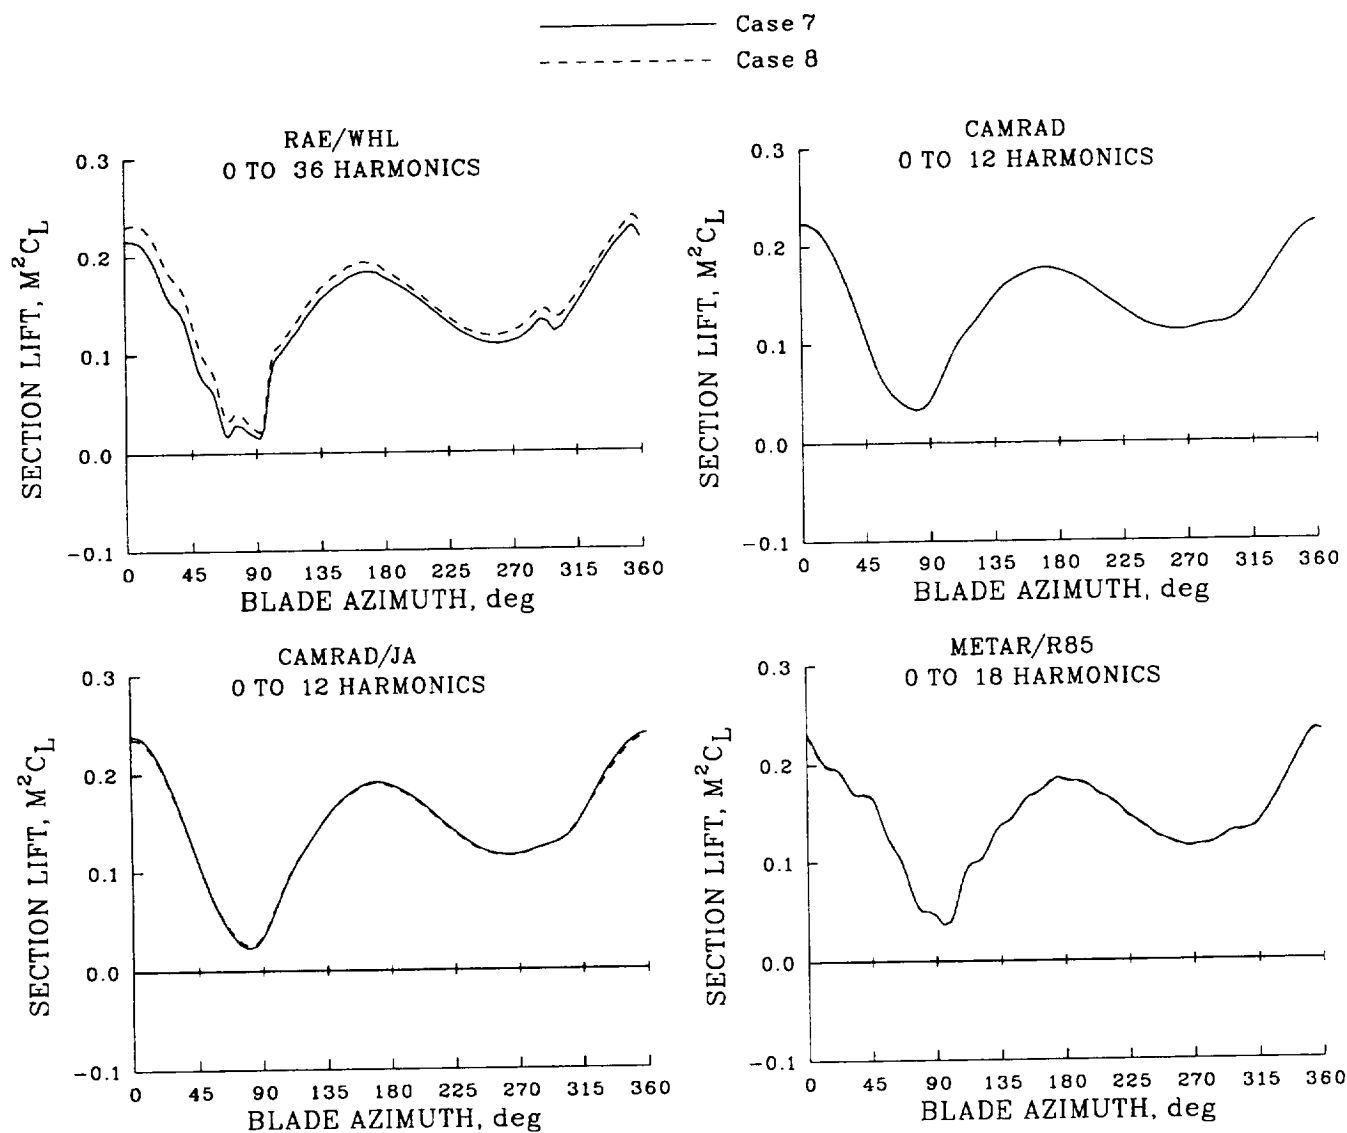 Case 7
Case 8
RAE/WHL
0 TO 36 HARMONICS
0.3
0.2
0.1
0.0
-0.1
SECTION LIFT, M²CL
0 45 90 135 180 225 270 315 360
BLADE AZIMUTH, deg
CAMRAD
0 TO 12 HARMONICS
0.3
0.2
0.1
0.0
-0.1
SECTION LIFT, M²CL
0 45 90 135 180 225 270 315 360
BLADE AZIMUTH, deg
CAMRAD/JA
0 TO 12 HARMONICS
0.3
0.2
0.1
0.0
-0.1
SECTION LIFT, M²CL
0 45 90 135 180 225 270 315 360
BLADE AZIMUTH, deg
METAR/R85
0 TO 18 HARMONICS
0.3
0.2
0.1
0.0
-0.1
SECTION LIFT, M²CL
0 45 90 135 180 225 270 315 360
BLADE AZIMUTH, deg